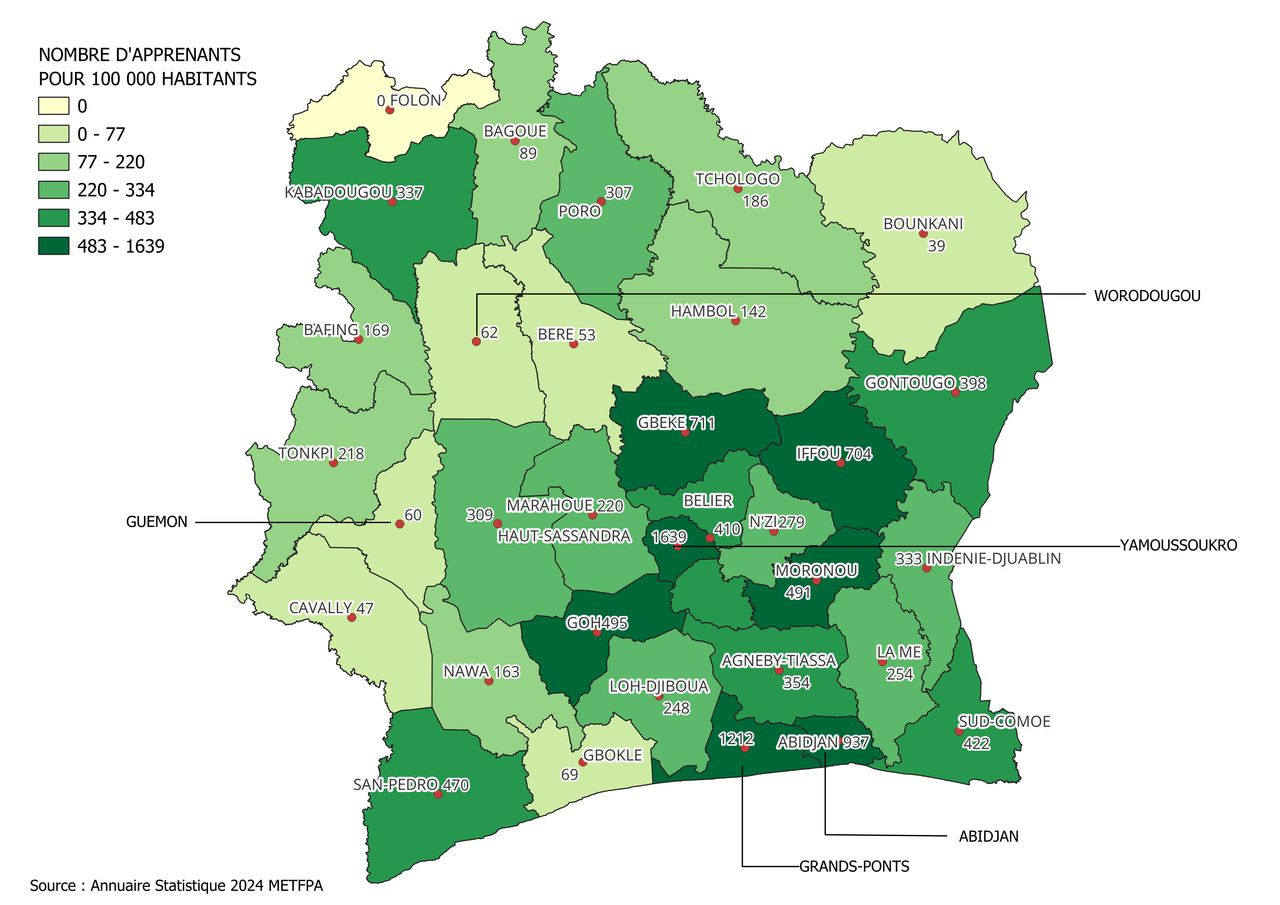 NOMBRE D'APPRENANTS
POUR 100 000 HABITANTS
0
0 - 77
77 - 220
220 - 334
334 - 483
483 - 1639
0 FOLON
BAGOUE
89
KABADOUGOU 337
307
PORO
TCHOLOGO
186
BOUNKANI
39
WORODOUGOU
HAMBOL 142
BAFING 169
62
BERE 53
GONTOUGO 398
GBEKE 711
IFFOU 704
TONKPI 218
BELIER
410
MARAHOUE 220
GUEMON
60
309
HAUT-SASSANDRA
N'ZI279
1639
YAMOUSSOUKRO
333 INDENIE-DJUABLIN
MORONOU
491
CAVALLY 47
GOH495
NAWA 163
AGNEBY-TIASSA
354
LA ME
254
LOH-DJIBOUA
248
SUD-COMOE
422
1212
ABIDJAN 937
GBOKLE
69
SAN-PEDRO 470
ABIDJAN
GRANDS-PONTS
Source : Annuaire Statistique 2024 METFPA